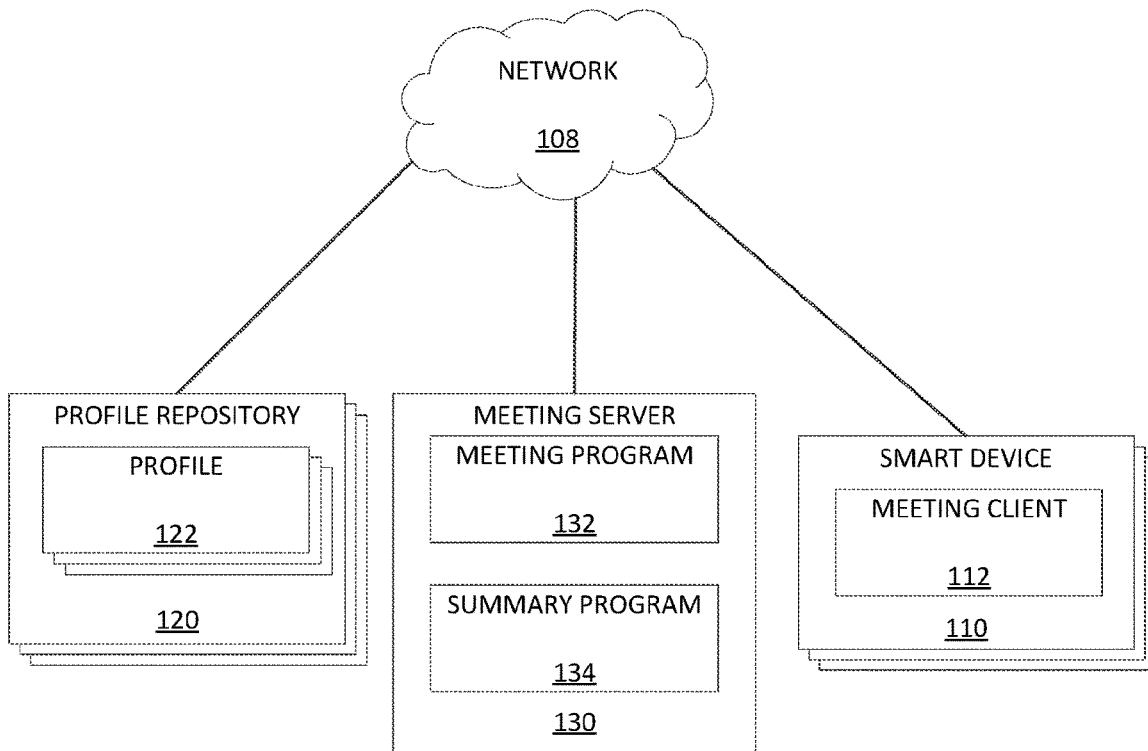 NETWORK
108
PROFILE REPOSITORY
PROFILE
122
120
MEETING SERVER
MEETING PROGRAM
132
SUMMARY PROGRAM
134
130
SMART DEVICE
MEETING CLIENT
112
110